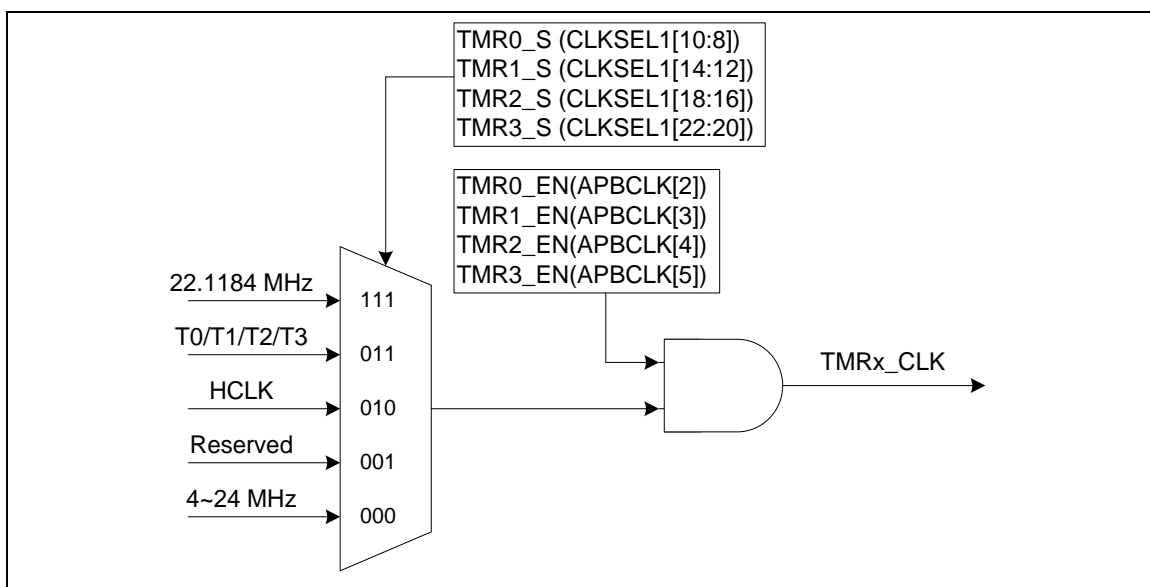 TMR0_S (CLKSEL1[10:8])
TMR1_S (CLKSEL1[14:12])
TMR2_S (CLKSEL1[18:16])
TMR3_S (CLKSEL1[22:20])
TMR0_EN(APBCLK[2])
TMR1_EN(APBCLK[3])
TMR2_EN(APBCLK[4])
TMR3_EN(APBCLK[5])
22.1184 MHz
111
T0/T1/T2/T3
011
HCLK
010
Reserved
001
4~24 MHz
000
TMRx_CLK